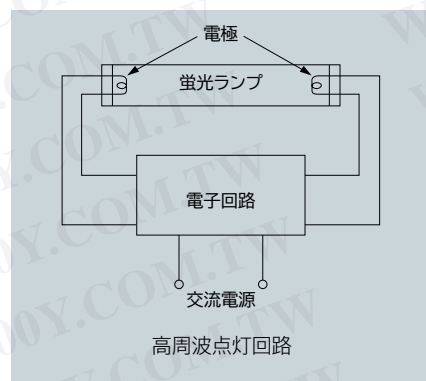 電極
蛍光ランプ
電子回路
交流電源
高周波点灯回路